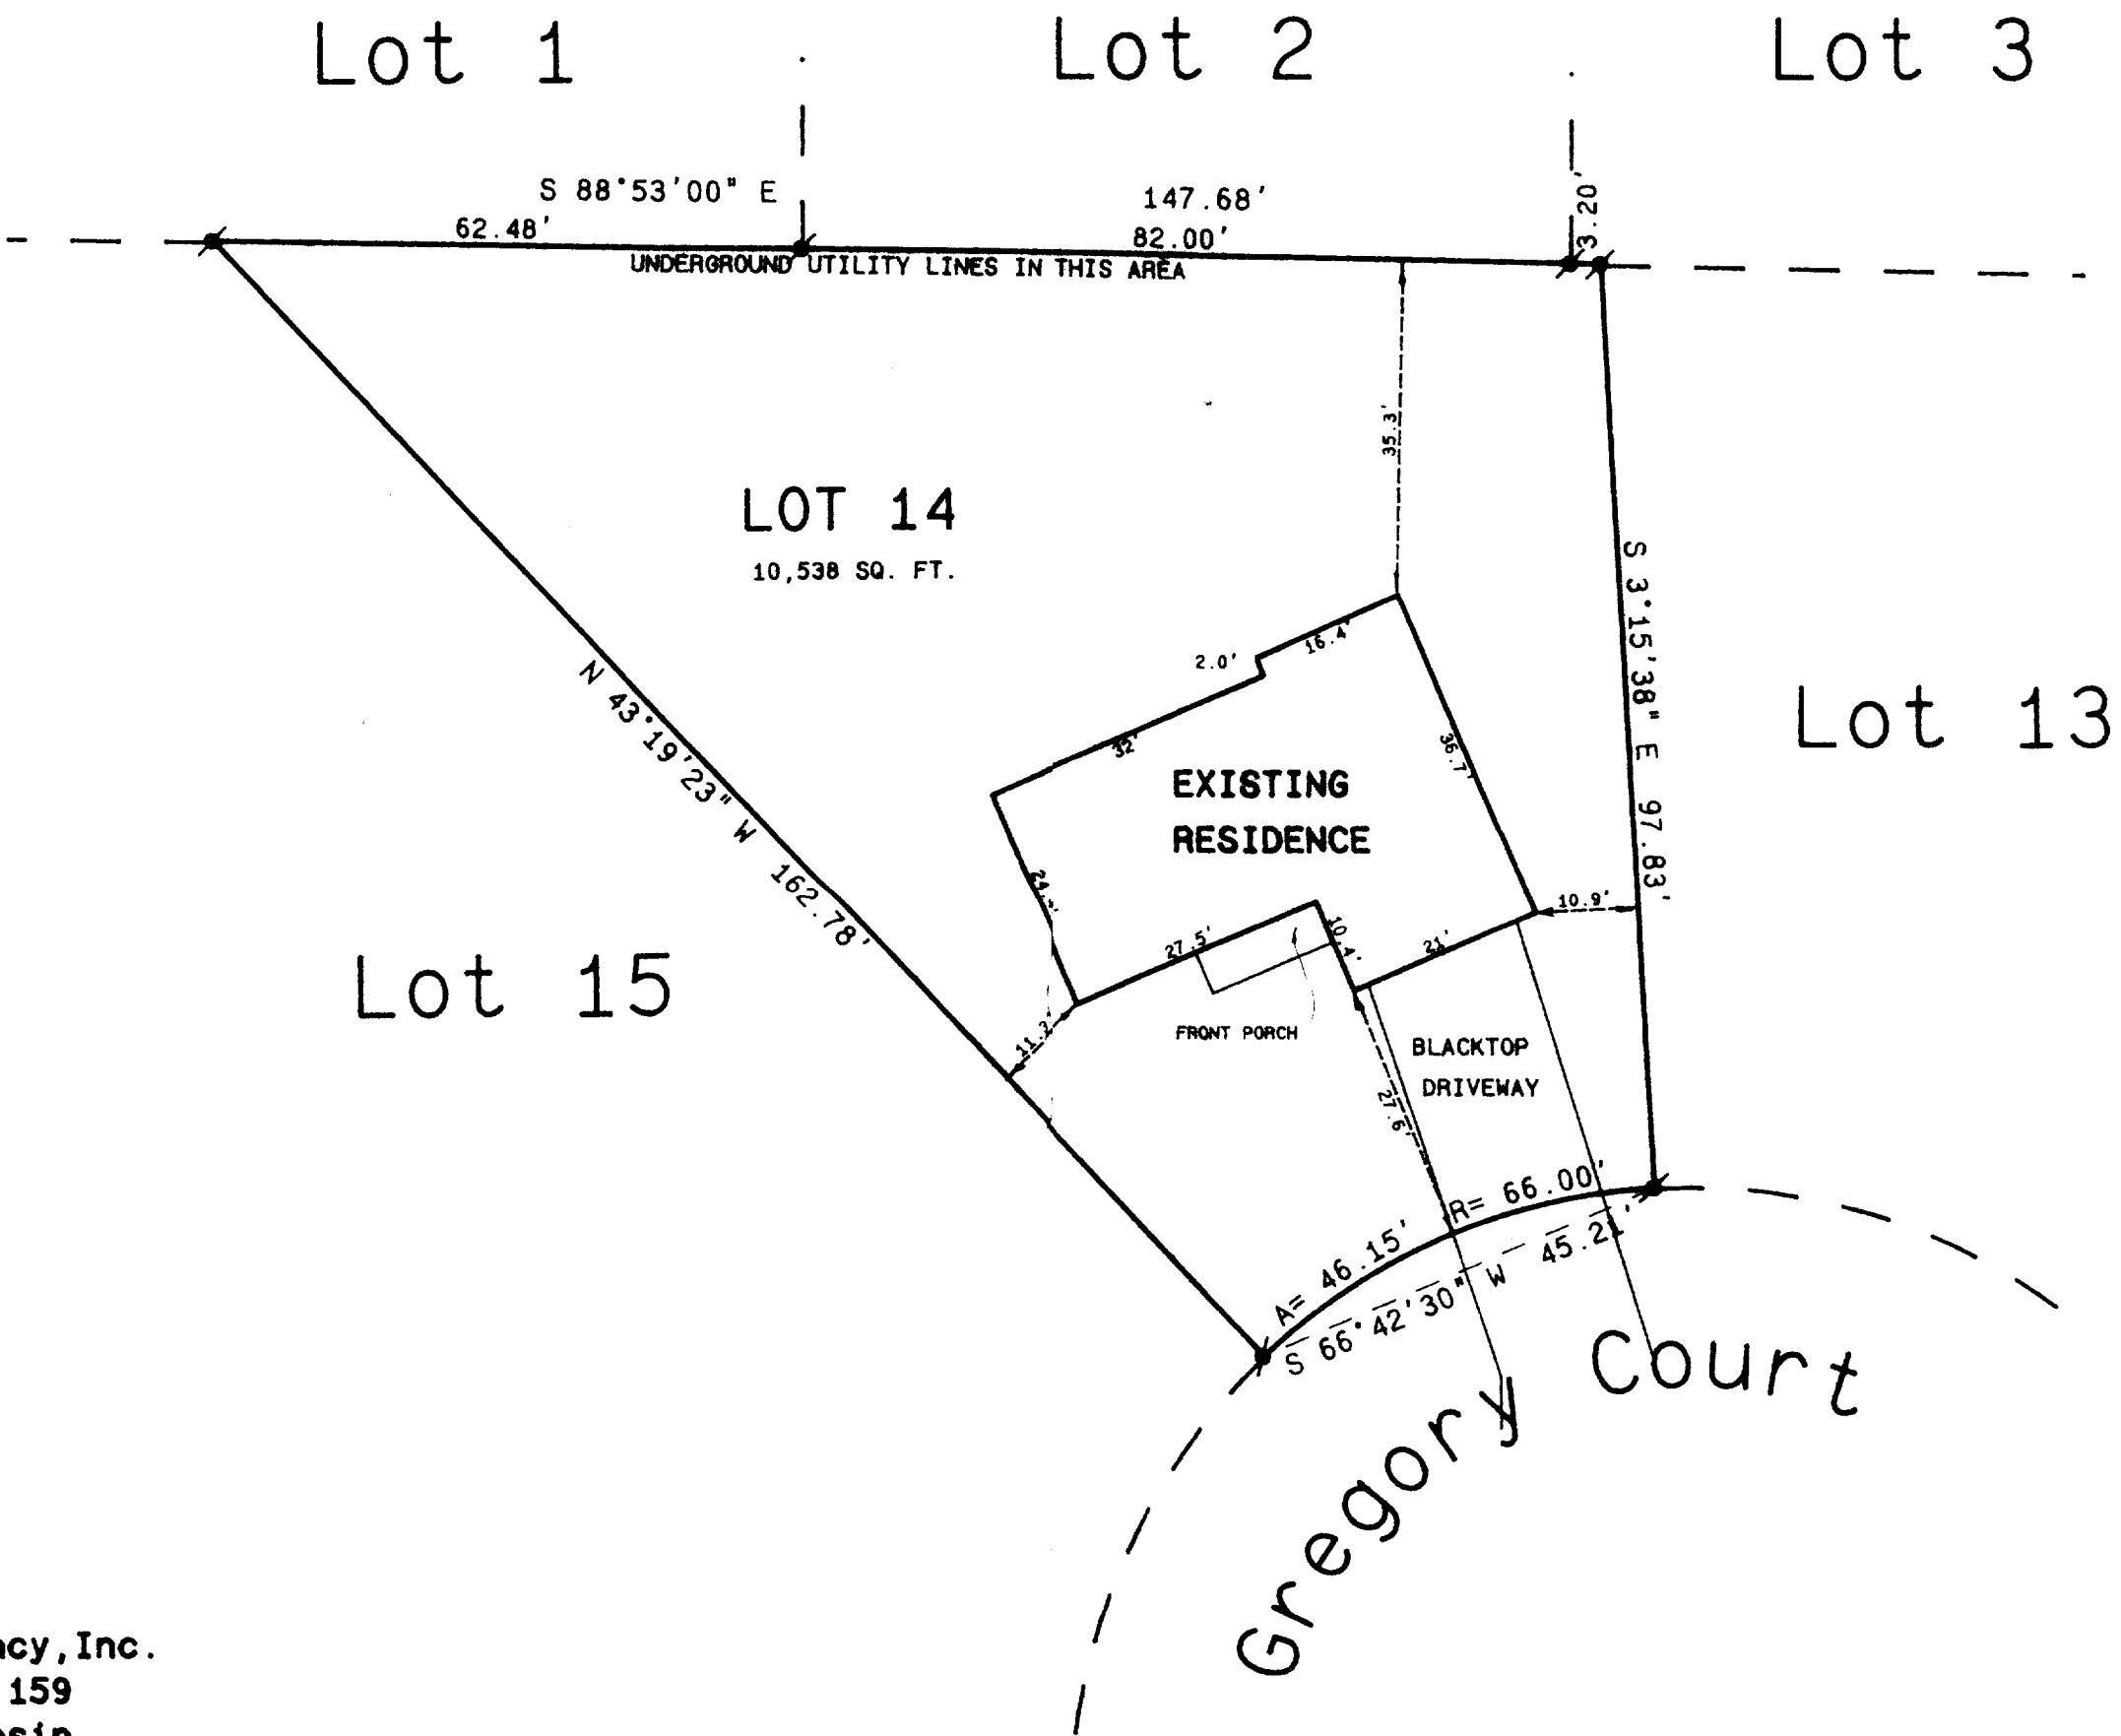 Lot 1
Lot 2
Lot 3
S 88°53'00" E
147.68'
62.48'
82.00'
3.20'
UNDERGROUND UTILITY LINES IN THIS AREA
35.3'
LOT 14
10,538 SQ. FT.
S 3°15'38" E 97.83'
16.4'
2.0'
N 43°19'23" W 162.78'
32'
36.7'
Lot 13
EXISTING
RESIDENCE
10.9'
27.5'
10.4'
21'
Lot 15
FRONT PORCH
BLACKTOP
DRIVEWAY
27.6'
A= 46.15' R= 66.00'
S 66°42'30" W 45.21'
Gregory Court
,Inc.
159